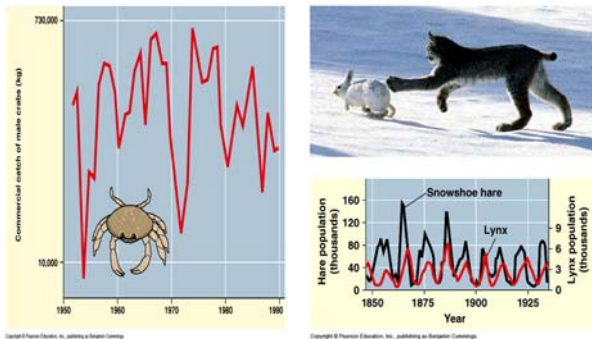 730,000
Commercial catch of male crabs (kg)
10,000
1950
1960
1970
1980
1990
Copyright © Pearson Education, Inc., publishing as Benjamin Cummings.
Snowshoe hare
Lynx
Hare population
(thousands)
160
120
80
40
0
9
6
3
0
Lynx population
(thousands)
1850
1875
1900
1925
Year
Copyright © Pearson Education, Inc., publishing as Benjamin Cummings.